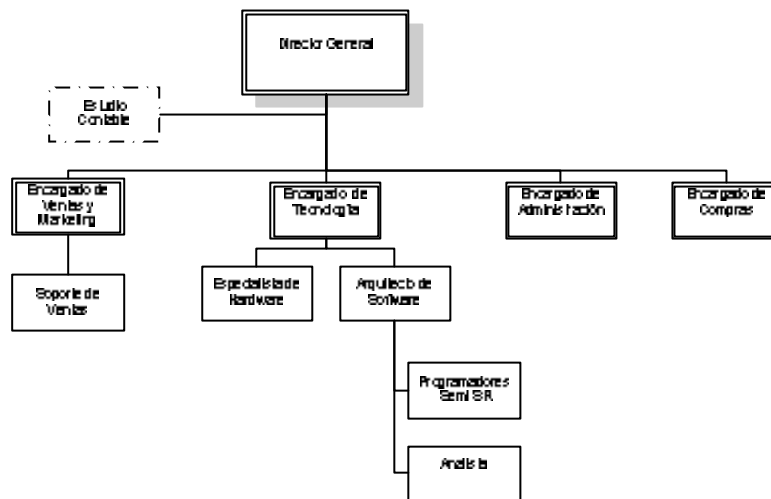 Director General
Estudio
Contable
Encargado de
Ventas y
Marketing
Encargado de
Tecnología
Encargado de
Administración
Encargado de
Compras
Soporte de
Ventas
Especialista de
Hardware
Arquitecto de
Software
Programadores
Semi SR
Analista